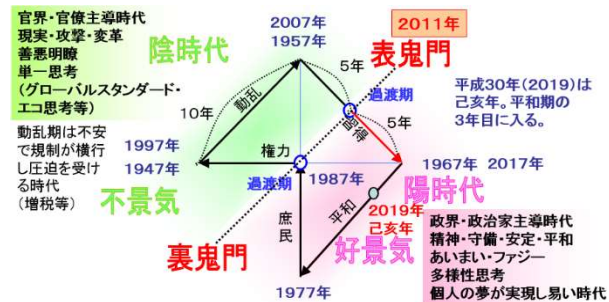 官界・官僚主導時代
現実・攻撃・変革
善悪明瞭
単一思考
(グローバルスタンダード・
エコ思考等)
陰時代
2007年
1957年
2011年
表鬼門
5年
過渡期
平成30年(2019)は
己亥年。平和期の
3年目に入る。
10年
動乱
習得
5年
動乱期は不安
で規制が横行
し圧迫を受け
る時代
(増税等)
1997年
1947年
権力
不景気
過渡期
1987年
1967年 2017年
陽時代
庶民
平和
2019年
己亥年
好景気
裏鬼門
1977年
政界・政治家主導時代
精神・守備・安定・平和
あいまい・ファジー
多様性思考
個人の夢が実現し易い時代